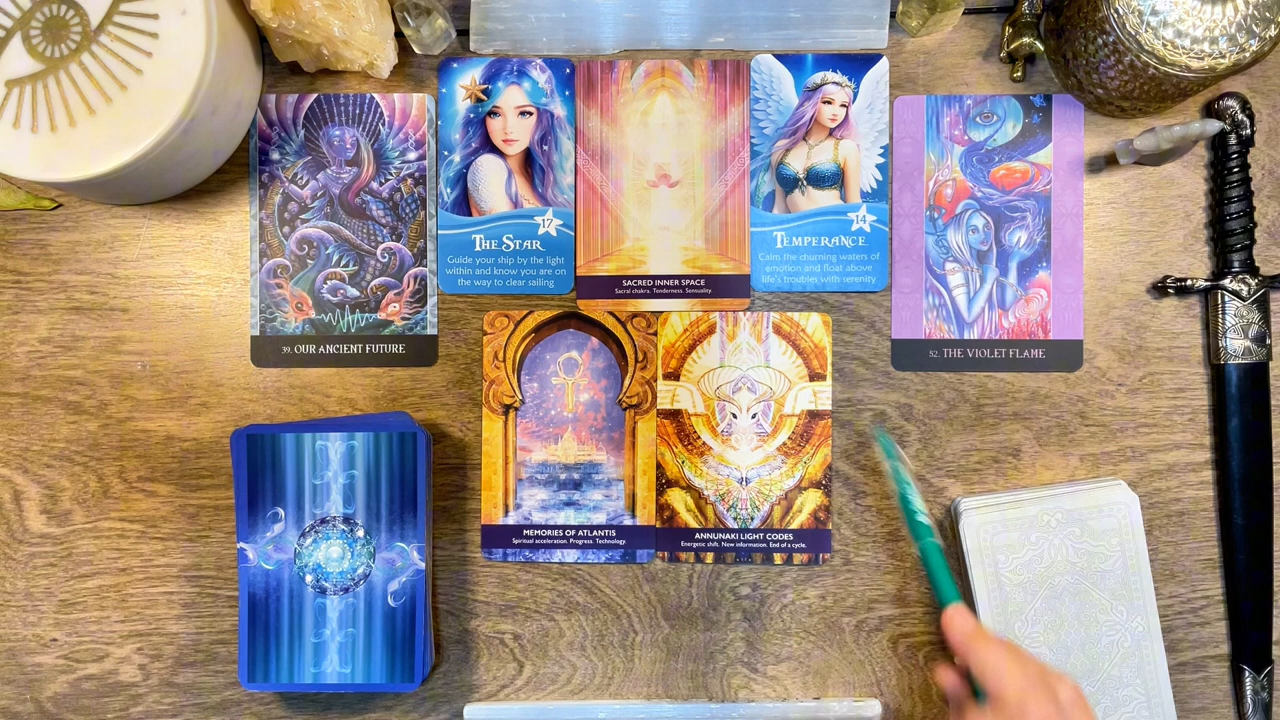 39. OUR ANCIENT FUTURE
17
THE STAR
Guide your ship by the light
within and know you are on
the way to clear sailing
SACRED INNER SPACE
Sacral chakra. Tenderness. Sensuality.
14
TEMPERANCE
Calm the churning waters of
emotion and float above
life's troubles with serenity
52. THE VIOLET FLAME
MEMORIES OF ATLANTIS
Spiritual acceleration. Progress. Technology.
ANNUNAKI LIGHT CODES
Energetic shift. New information. End of a cycle.